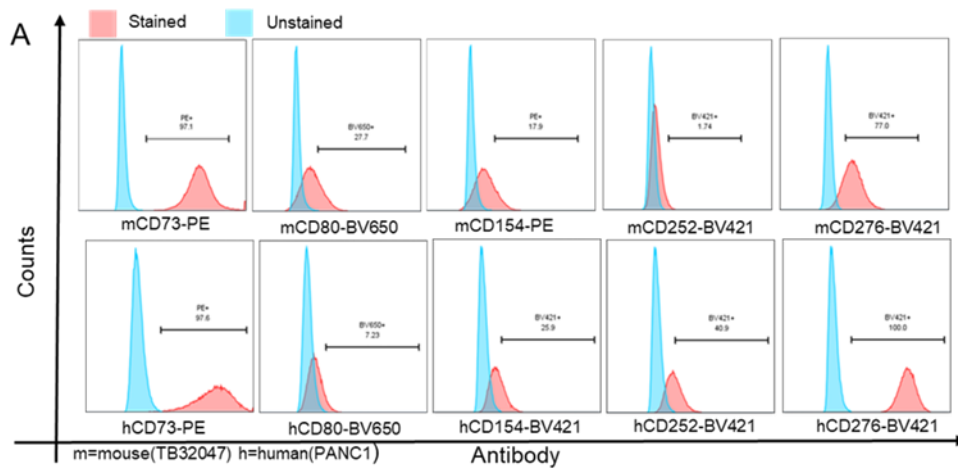 A
Stained Unstained
Counts
PE+
97.1
BV650+
27.7
PE+
17.9
BV421+
1.74
BV421+
77.0
mCD73-PE mCD80-BV650 mCD154-PE mCD252-BV421 mCD276-BV421
PE+
97.6
BV650+
7.23
BV421+
25.9
BV421+
40.9
BV421+
100.0
hCD73-PE hCD80-BV650 hCD154-BV421 hCD252-BV421 hCD276-BV421
m=mouse(TB32047) h=human(PANC1)
Antibody